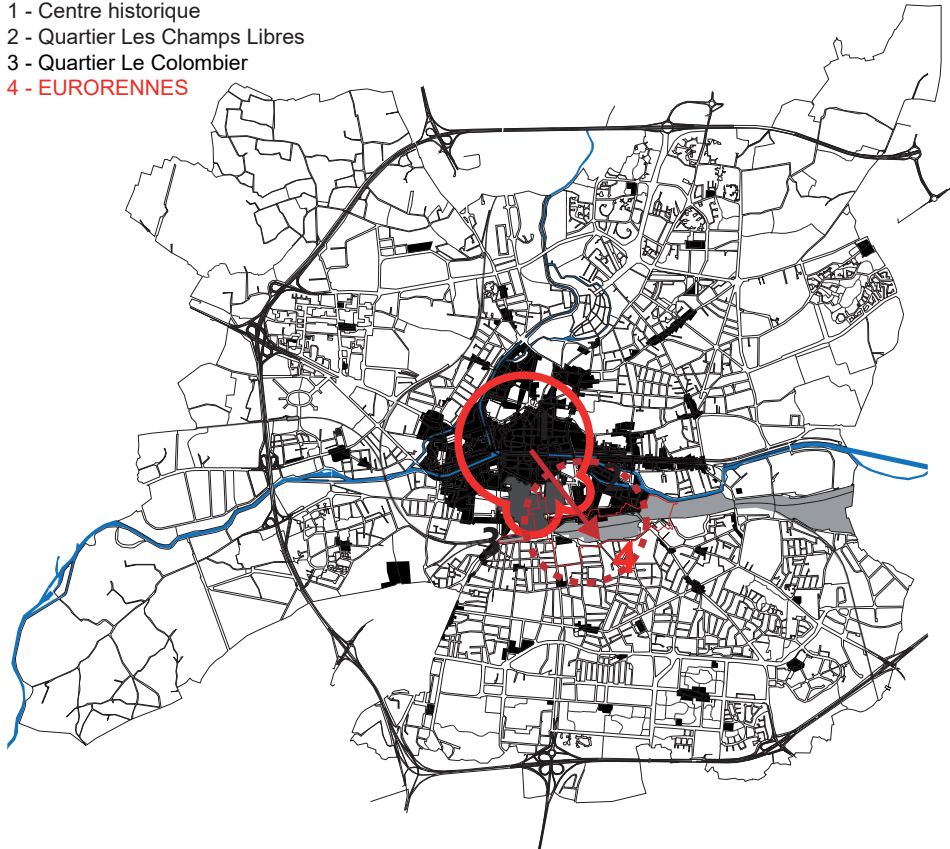 1 - Centre historique
2 - Quartier Les Champs Libres
3 - Quartier Le Colombier
4 - EURORENNES
4